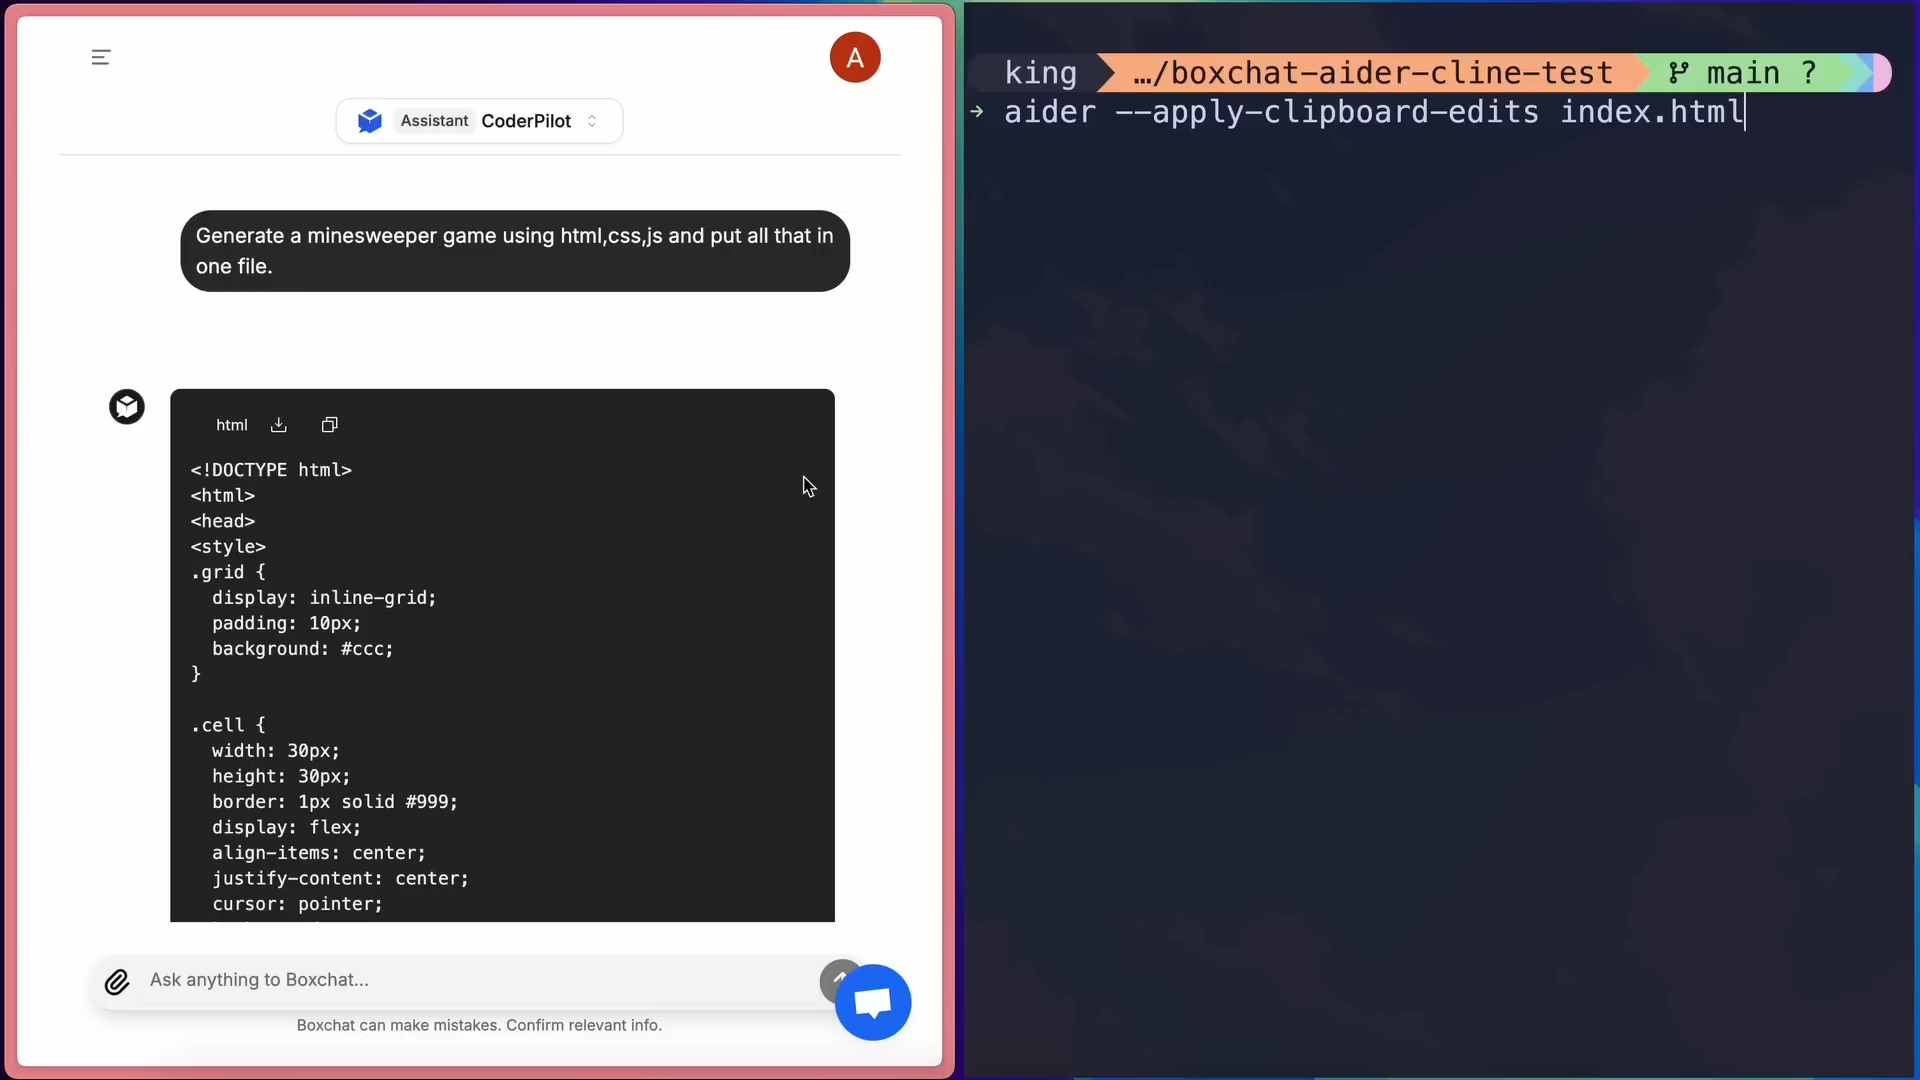 A
Assistant CoderPilot
Generate a minesweeper game using html,css,js and put all that in
one file.
html
<!DOCTYPE html>
<html>
<head>
<style>
.grid {
  display: inline-grid;
  padding: 10px;
  background: #ccc;
}
.cell {
  width: 30px;
  height: 30px;
  border: 1px solid #999;
  display: flex;
  align-items: center;
  justify-content: center;
  cursor: pointer;
Ask anything to Boxchat...
Boxchat can make mistakes. Confirm relevant info.
king …/boxchat-aider-cline-test main ?
→ aider --apply-clipboard-edits index.html